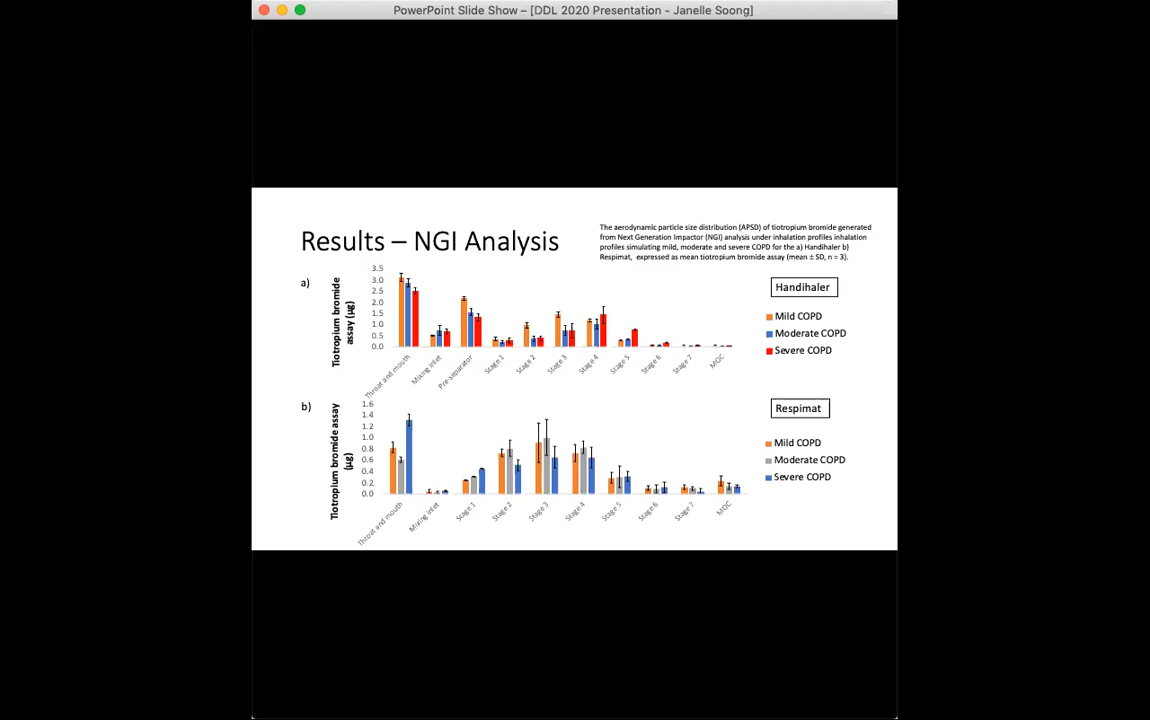 PowerPoint Slide Show – [DDL 2020 Presentation - Janelle Soong]
Results – NGI Analysis
The aerodynamic particle size distribution (APSD) of tiotropium bromide generated
from Next Generation Impactor (NGI) analysis under inhalation profiles inhalation
profiles simulating mild, moderate and severe COPD for the a) Handihaler b)
Respimat, expressed as mean tiotropium bromide assay (mean ± SD, n = 3).
a)
Tiotropium bromide
assay (µg)
3.5
3.0
2.5
2.0
1.5
1.0
0.5
0.0
Throat and mouth
Mixing inlet
Pre-separator
Stage 1
Stage 2
Stage 3
Stage 4
Stage 5
Stage 6
Stage 7
MOC
Handihaler
Mild COPD
Moderate COPD
Severe COPD
b)
Tiotropium bromide assay
(µg)
1.6
1.4
1.2
1.0
0.8
0.6
0.4
0.2
0.0
Throat and mouth
Mixing inlet
Stage 1
Stage 2
Stage 3
Stage 4
Stage 5
Stage 6
Stage 7
MOC
Respimat
Mild COPD
Moderate COPD
Severe COPD